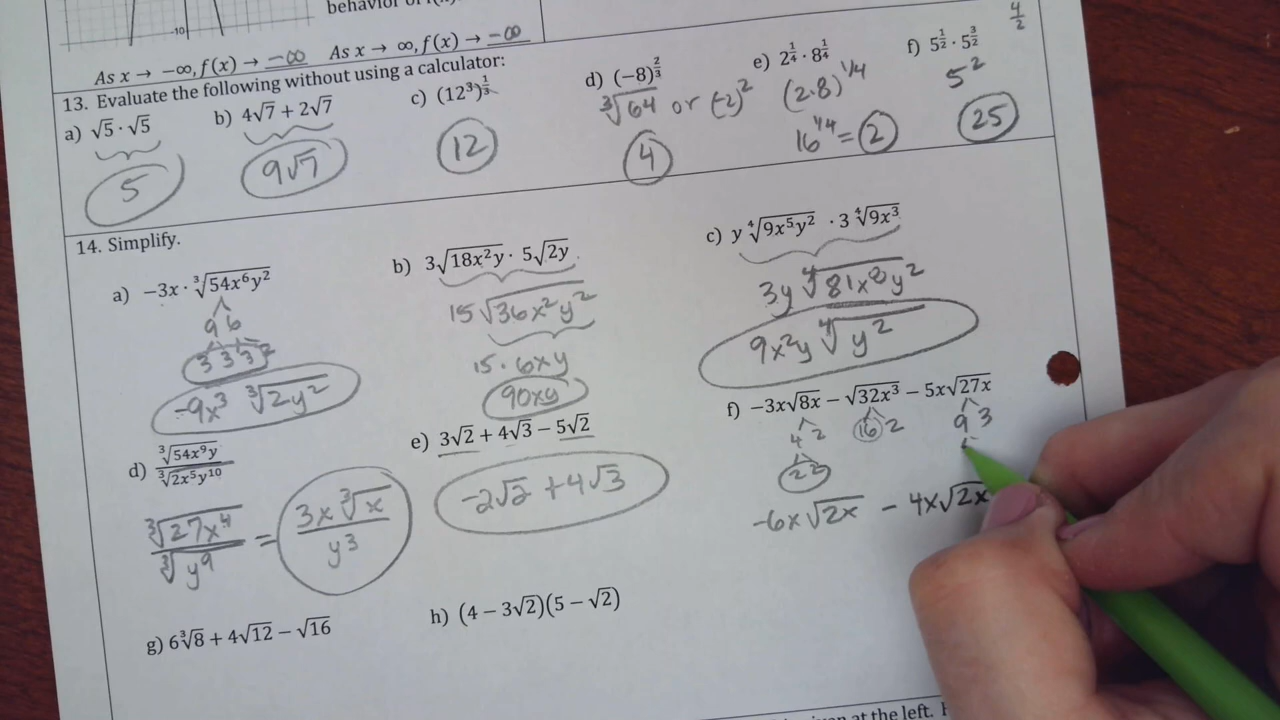 behavior of
-10
As x → −∞, f(x) → -∞ As x → ∞, f(x) → -∞
13. Evaluate the following without using a calculator:
a) √5 · √5
5
b) 4√7 + 2√7
9√7
c) (12³)^(1/3)
12
d) (−8)^(2/3)
∛64 or (-2)²
4
e) 2^(1/4) · 8^(1/4)
(2·8)^(1/4)
16^(1/4) = 2
f) 5^(1/2) · 5^(3/2)
4/2
5²
25
14. Simplify.
a) −3x · ∛(54x⁶y²)
9 6
3 3 3 2
-9x³ ∛(2y²)
b) 3√(18x²y) · 5√(2y)
15√(36x²y²)
15 · 6xy
90xy
c) y ∜(9x⁵y²) · 3 ∜(9x³)
3y ∜(81x⁸y²)
9x²y ∜(y²)
d) ∛(54x⁹y) / ∛(2x⁵y¹⁰)
∛(27x⁴) / ∛(y⁹) = 3x∛x / y³
e) 3√2 + 4√3 − 5√2
-2√2 + 4√3
f) −3x√(8x) − √(32x³) − 5x√(27x)
4 2 16 2 9 3
2 2
-6x√(2x) - 4x√(2x)
g) 6∛8 + 4√12 − √16
h) (4 − 3√2)(5 − √2)
at the left.